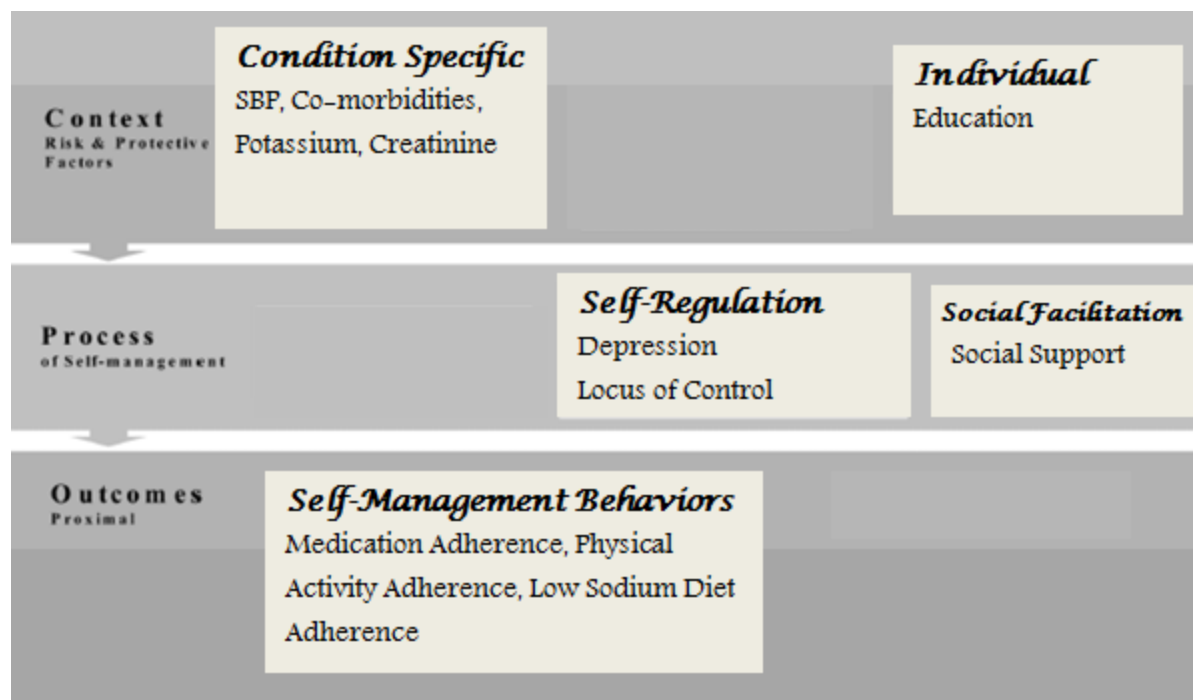 Context
Risk & Protective
Factors
Condition Specific
SBP, Co-morbidities,
Potassium, Creatinine
Individual
Education
Process
of Self-management
Self-Regulation
Depression
Locus of Control
Social Facilitation
Social Support
Outcomes
Proximal
Self-Management Behaviors
Medication Adherence, Physical
Activity Adherence, Low Sodium Diet
Adherence